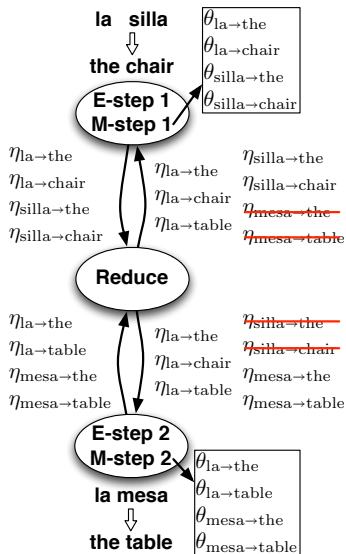 la silla
the chair
E-step 1
M-step 1
θla→the
θla→chair
θsilla→the
θsilla→chair
ηla→the
ηla→chair
ηsilla→the
ηsilla→chair
ηla→the
ηla→chair
ηla→table
ηsilla→the
ηsilla→chair
ηmesa→the
ηmesa→table
Reduce
ηla→the
ηla→table
ηmesa→the
ηmesa→table
ηla→the
ηla→chair
ηla→table
ηsilla→the
ηsilla→chair
ηmesa→the
ηmesa→table
E-step 2
M-step 2
la mesa
the table
θla→the
θla→table
θmesa→the
θmesa→table